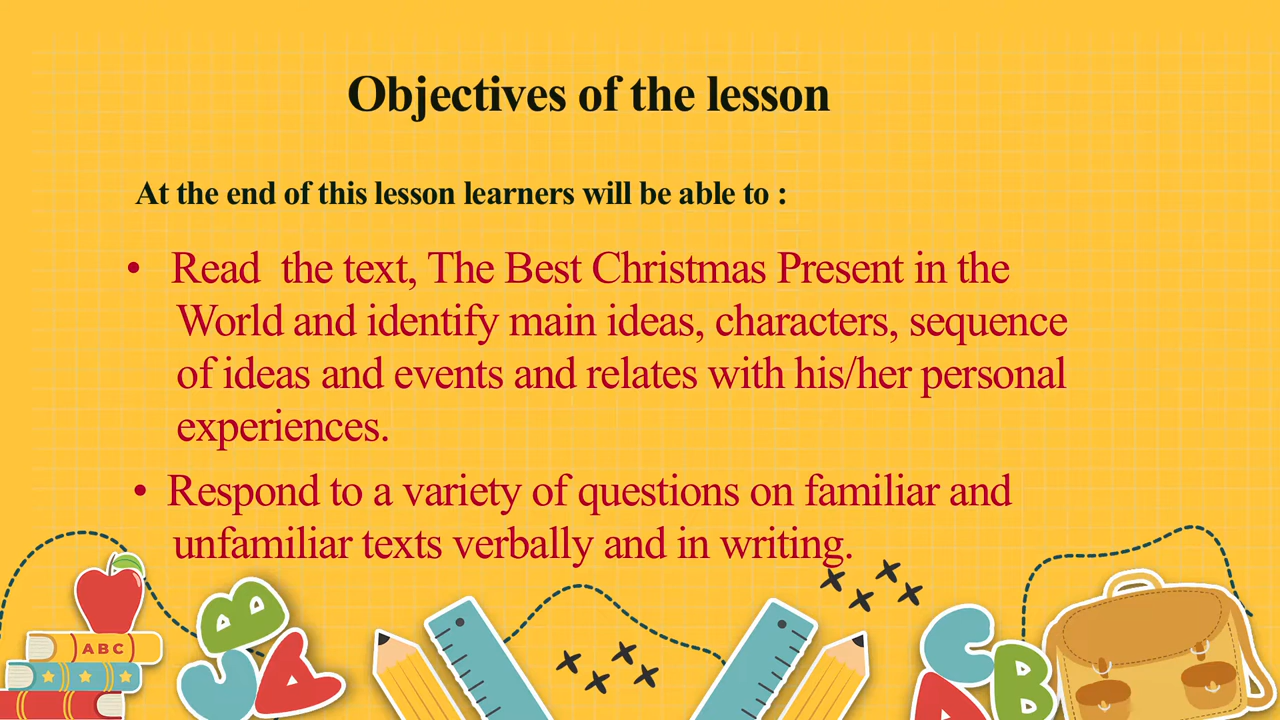 Objectives of the lesson
At the end of this lesson learners will be able to :
• Read the text, The Best Christmas Present in the
World and identify main ideas, characters, sequence
of ideas and events and relates with his/her personal
experiences.
• Respond to a variety of questions on familiar and
unfamiliar texts verbally and in writing.
ABC
B
C
A
C
B
A